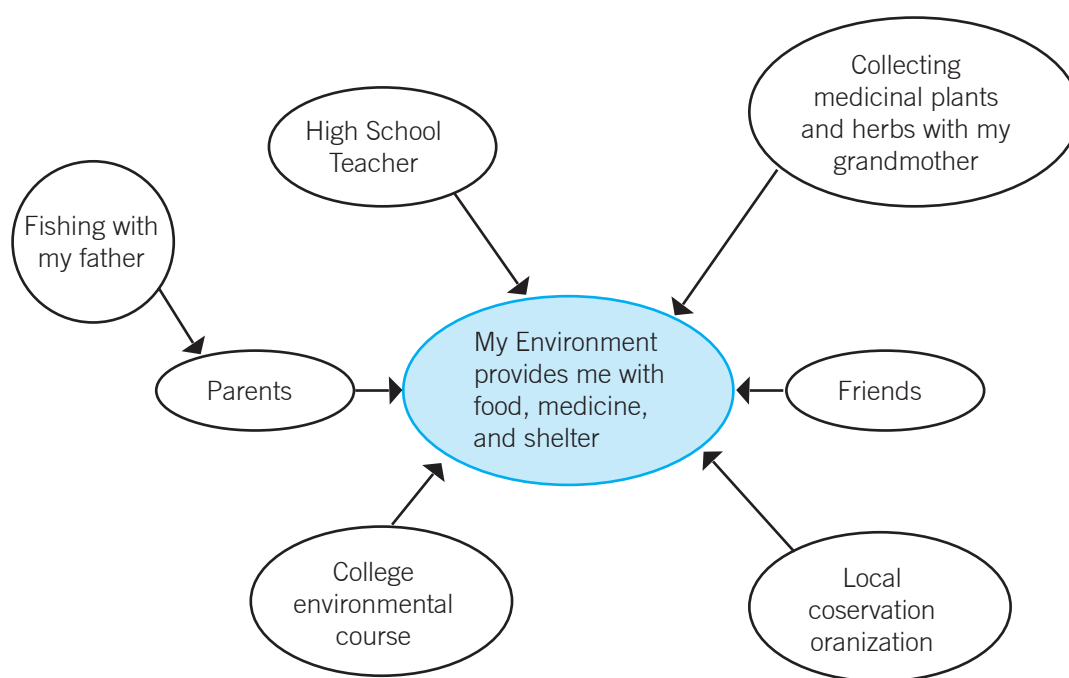 Collecting
medicinal plants
and herbs with my
grandmother
High School
Teacher
Fishing with
my father
My Environment
provides me with
food, medicine,
and shelter
Parents
Friends
College
environmental
course
Local
coservation
oranization